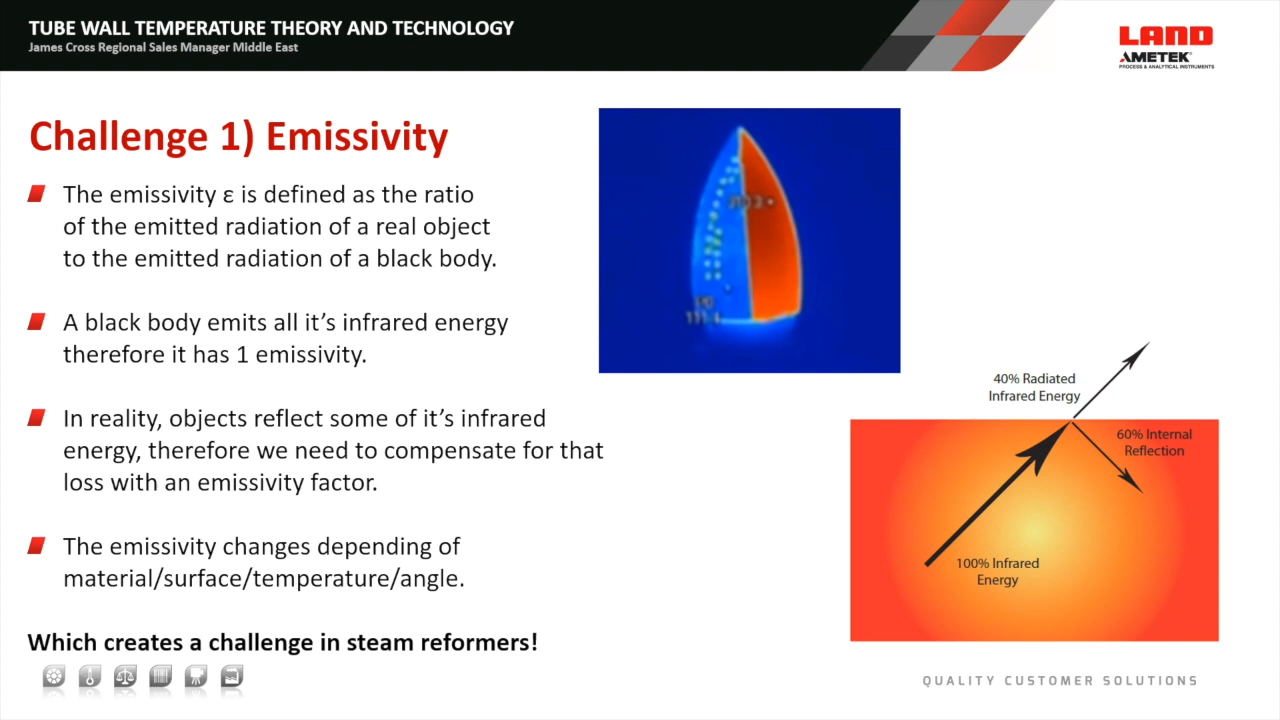 TUBE WALL TEMPERATURE THEORY AND TECHNOLOGY
James Cross Regional Sales Manager Middle East
LAND
AMETEK
PROCESS & ANALYTICAL INSTRUMENTS
Challenge 1) Emissivity
The emissivity ε is defined as the ratio
of the emitted radiation of a real object
to the emitted radiation of a black body.
A black body emits all it’s infrared energy
therefore it has 1 emissivity.
In reality, objects reflect some of it’s infrared
energy, therefore we need to compensate for that
loss with an emissivity factor.
The emissivity changes depending of
material/surface/temperature/angle.
Which creates a challenge in steam reformers!
40% Radiated
Infrared Energy
60% Internal
Reflection
100% Infrared
Energy
QUALITY CUSTOMER SOLUTIONS